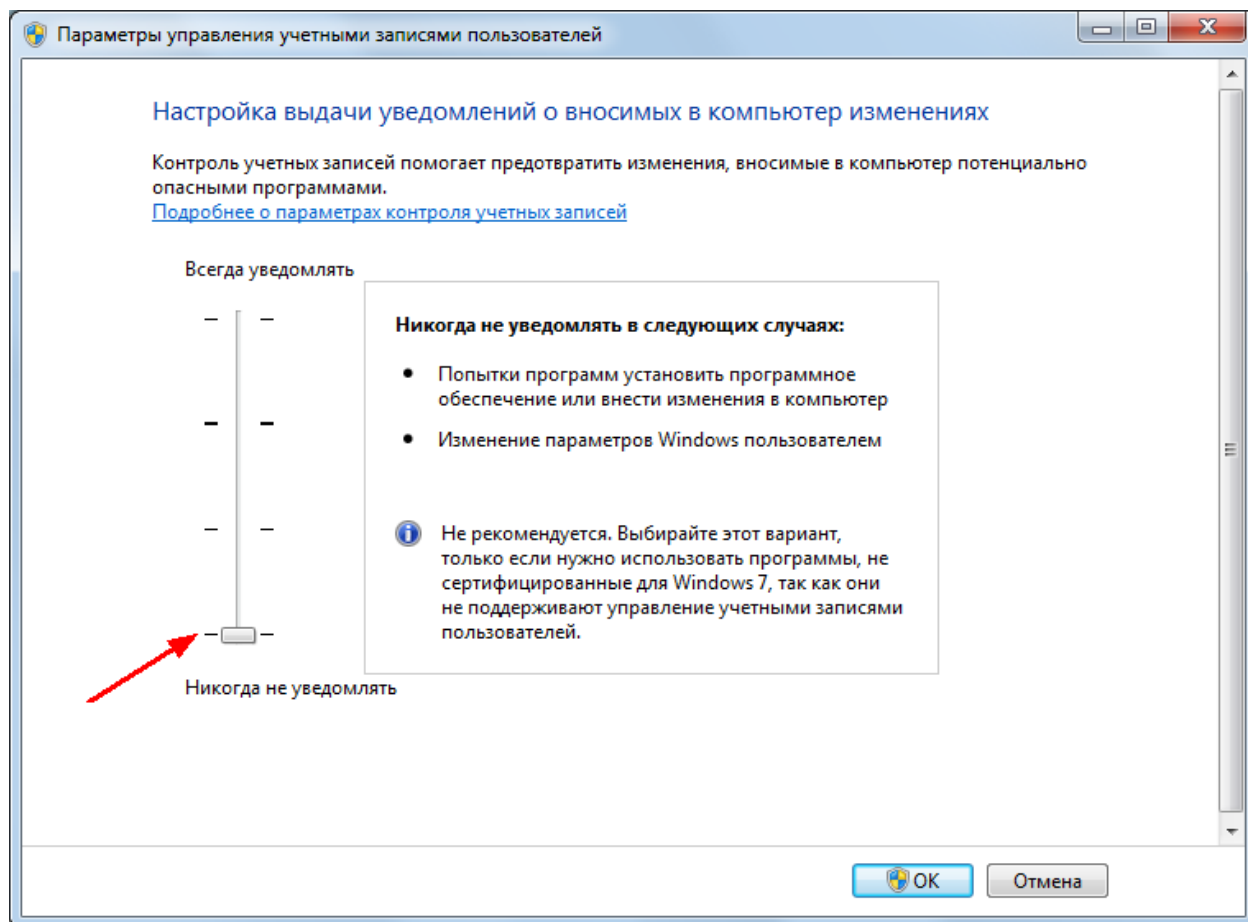 Параметры управления учетными записями пользователей
Настройка выдачи уведомлений о вносимых в компьютер изменениях
Контроль учетных записей помогает предотвратить изменения, вносимые в компьютер потенциально
опасными программами.
Подробнее о параметрах контроля учетных записей
Всегда уведомлять
Никогда не уведомлять в следующих случаях:
• Попытки программ установить программное
обеспечение или внести изменения в компьютер
• Изменение параметров Windows пользователем
Не рекомендуется. Выбирайте этот вариант,
только если нужно использовать программы, не
сертифицированные для Windows 7, так как они
не поддерживают управление учетными записями
пользователей.
Никогда не уведомлять
OK
Отмена